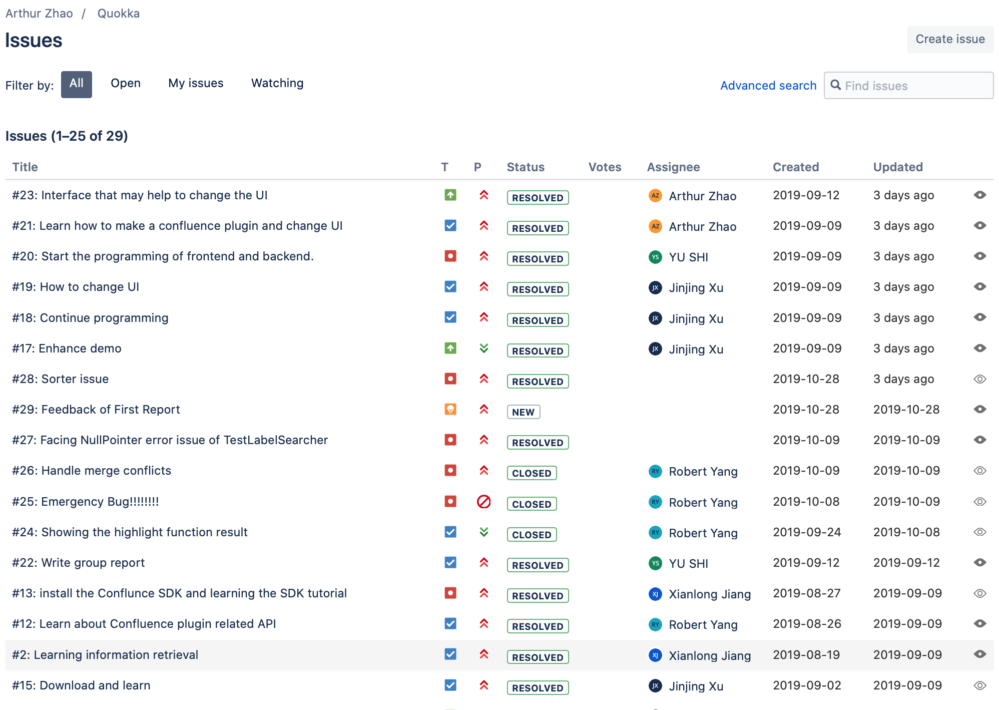 Arthur Zhao / Quokka
Issues
Create issue
Filter by: All Open My issues Watching Advanced search Find issues
Issues (1–25 of 29)
Title T P Status Votes Assignee Created Updated
#23: Interface that may help to change the UI RESOLVED AZ Arthur Zhao 2019-09-12 3 days ago
#21: Learn how to make a confluence plugin and change UI RESOLVED AZ Arthur Zhao 2019-09-09 3 days ago
#20: Start the programming of frontend and backend. RESOLVED YS YU SHI 2019-09-09 3 days ago
#19: How to change UI RESOLVED JX Jinjing Xu 2019-09-09 3 days ago
#18: Continue programming RESOLVED JX Jinjing Xu 2019-09-09 3 days ago
#17: Enhance demo RESOLVED JX Jinjing Xu 2019-09-09 3 days ago
#28: Sorter issue RESOLVED 2019-10-28 3 days ago
#29: Feedback of First Report NEW 2019-10-28 2019-10-28
#27: Facing NullPointer error issue of TestLabelSearcher RESOLVED 2019-10-09 2019-10-09
#26: Handle merge conflicts CLOSED RY Robert Yang 2019-10-09 2019-10-09
#25: Emergency Bug!!!!!!!! CLOSED RY Robert Yang 2019-10-08 2019-10-09
#24: Showing the highlight function result CLOSED RY Robert Yang 2019-09-24 2019-10-08
#22: Write group report RESOLVED YS YU SHI 2019-09-12 2019-09-12
#13: install the Conflunce SDK and learning the SDK tutorial RESOLVED XJ Xianlong Jiang 2019-08-27 2019-09-09
#12: Learn about Confluence plugin related API RESOLVED RY Robert Yang 2019-08-26 2019-09-09
#2: Learning information retrieval RESOLVED XJ Xianlong Jiang 2019-08-19 2019-09-09
#15: Download and learn RESOLVED JX Jinjing Xu 2019-09-02 2019-09-09